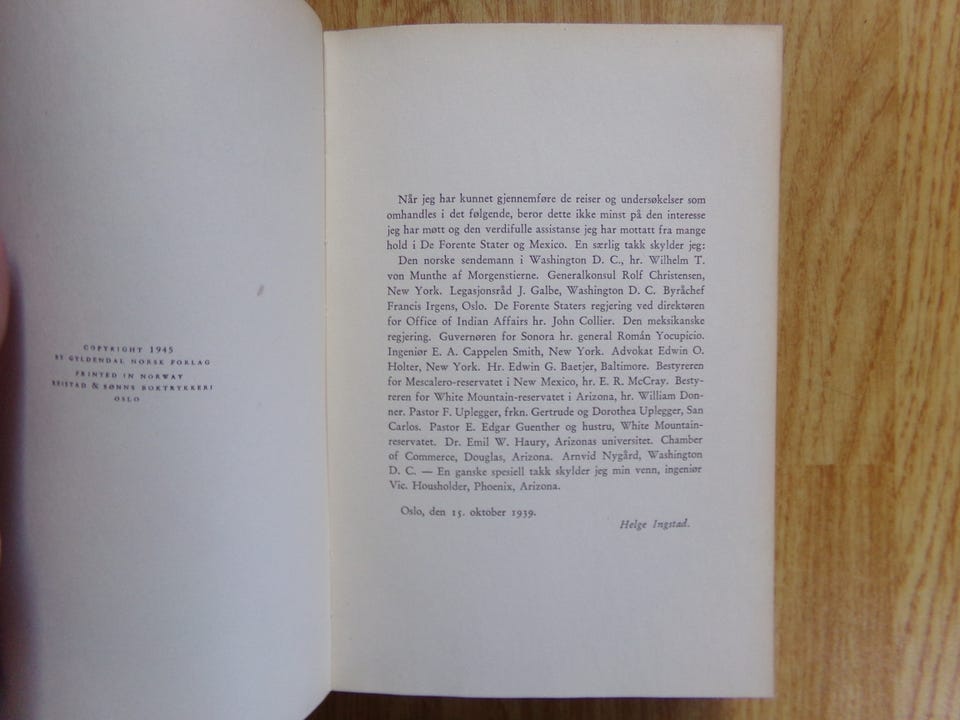 COPYRIGHT 1945
BY GYLDENDAL NORSK FORLAG
PRINTED IN NORWAY
REISTAD & SØNNS BOKTRYKKERI
OSLO
Når jeg har kunnet gjennemføre de reiser og undersøkelser som
omhandles i det følgende, beror dette ikke minst på den interesse
jeg har møtt og den verdifulle assistanse jeg har mottatt fra mange
hold i De Forente Stater og Mexico. En særlig takk skylder jeg:
Den norske sendemann i Washington D. C., hr. Wilhelm T.
von Munthe af Morgenstierne. Generalkonsul Rolf Christensen,
New York. Legasjonsråd J. Galbe, Washington D. C. Byråchef
Francis Irgens, Oslo. De Forente Staters regjering ved direktøren
for Office of Indian Affairs hr. John Collier. Den meksikanske
regjering. Guvernøren for Sonora hr. general Román Yocupicio.
Ingeniør E. A. Cappelen Smith, New York. Advokat Edwin O.
Holter, New York. Hr. Edwin G. Baetjer, Baltimore. Bestyreren
for Mescalero-reservatet i New Mexico, hr. E. R. McCray. Besty-
reren for White Mountain-reservatet i Arizona, hr. William Don-
ner. Pastor F. Uplegger, frkn. Gertrude og Dorothea Uplegger, San
Carlos. Pastor E. Edgar Guenther og hustru, White Mountain-
reservatet. Dr. Emil W. Haury, Arizonas universitet. Chamber
of Commerce, Douglas, Arizona. Arnvid Nygård, Washington
D. C. — En ganske spesiell takk skylder jeg min venn, ingeniør
Vic. Housholder, Phoenix, Arizona.
Oslo, den 15. oktober 1939.
Helge Ingstad.